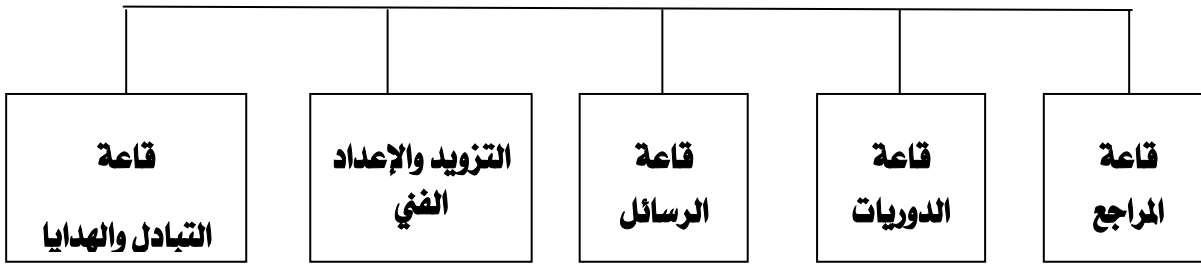 قاعة
المراجع
قاعة
الدوريات
قاعة
الرسائل
التزويد والإعداد
الفني
قاعة
التبادل والهدايا